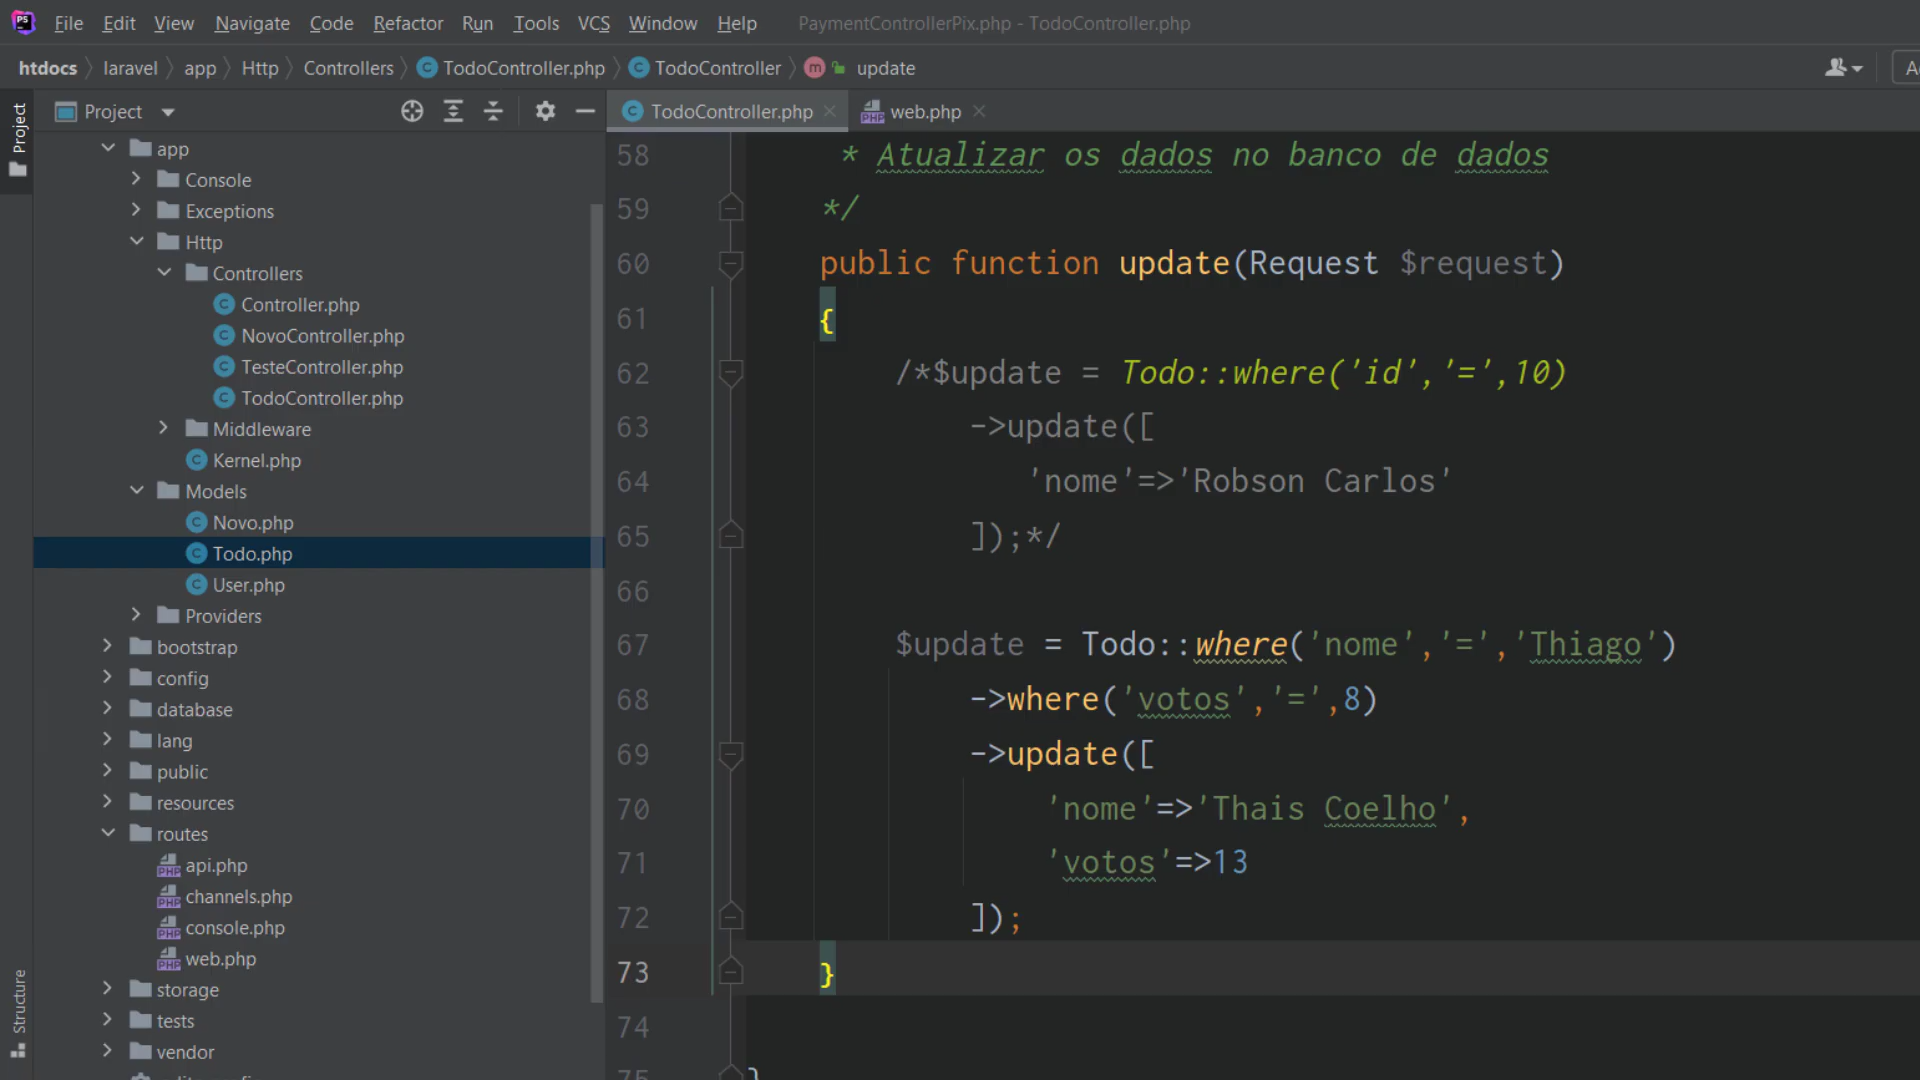 File Edit View Navigate Code Refactor Run Tools VCS Window Help PaymentControllerPix.php - TodoController.php
htdocs laravel app Http Controllers TodoController.php TodoController m update
Project
Project
TodoController.php
web.php
app
Console
Exceptions
Http
Controllers
Controller.php
NovoController.php
TesteController.php
TodoController.php
Middleware
Kernel.php
Models
Novo.php
Todo.php
User.php
Providers
bootstrap
config
database
lang
public
resources
routes
api.php
channels.php
console.php
web.php
storage
tests
vendor
Structure
58 * Atualizar os dados no banco de dados
59 */
60 public function update(Request $request)
61 {
62 /*$update = Todo::where('id','=',10)
63 ->update([
64 'nome'=>'Robson Carlos'
65 ]);*/
66
67 $update = Todo::where('nome','=','Thiago')
68 ->where('votos','=',8)
69 ->update([
70 'nome'=>'Thais Coelho',
71 'votos'=>13
72 ]);
73 }
74
75 }